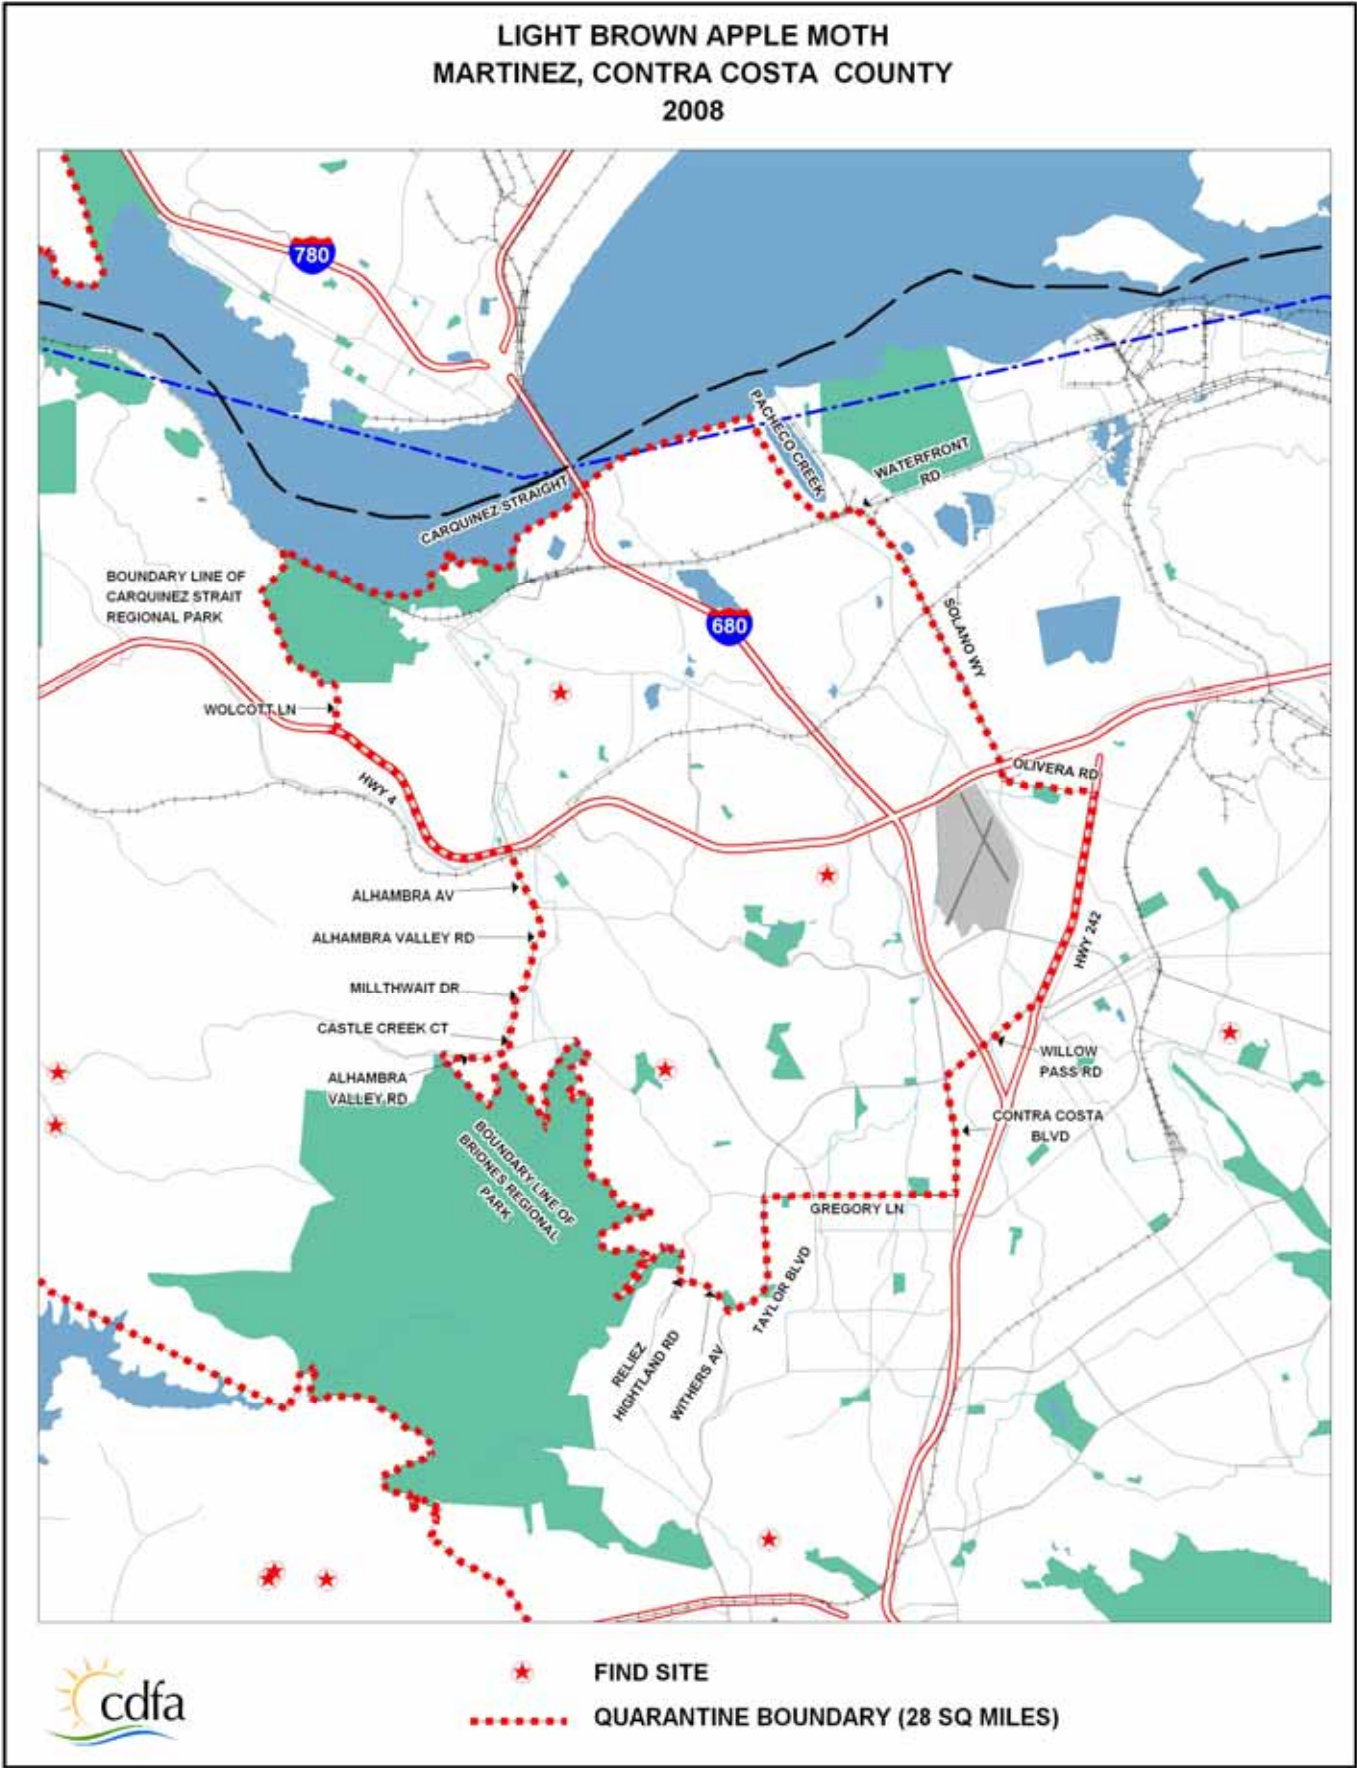 LIGHT BROWN APPLE MOTH
MARTINEZ, CONTRA COSTA COUNTY
2008
780
PACHECO CREEK
WATERFRONT
RD
CARQUINEZ STRAIGHT
BOUNDARY LINE OF
CARQUINEZ STRAIT
REGIONAL PARK
680
SOLANO WY
WOLCOTT LN
OLIVERA RD
HWY 4
ALHAMBRA AV
ALHAMBRA VALLEY RD
HWY 242
MILLTHWAIT DR
CASTLE CREEK CT
WILLOW
PASS RD
ALHAMBRA
VALLEY RD
CONTRA COSTA
BLVD
BOUNDARY LINE OF
BRIONES REGIONAL
PARK
GREGORY LN
TAYLOR BLVD
RELIEZ
HIGHTLAND RD
WITHERS AV
cdfa
FIND SITE
QUARANTINE BOUNDARY (28 SQ MILES)